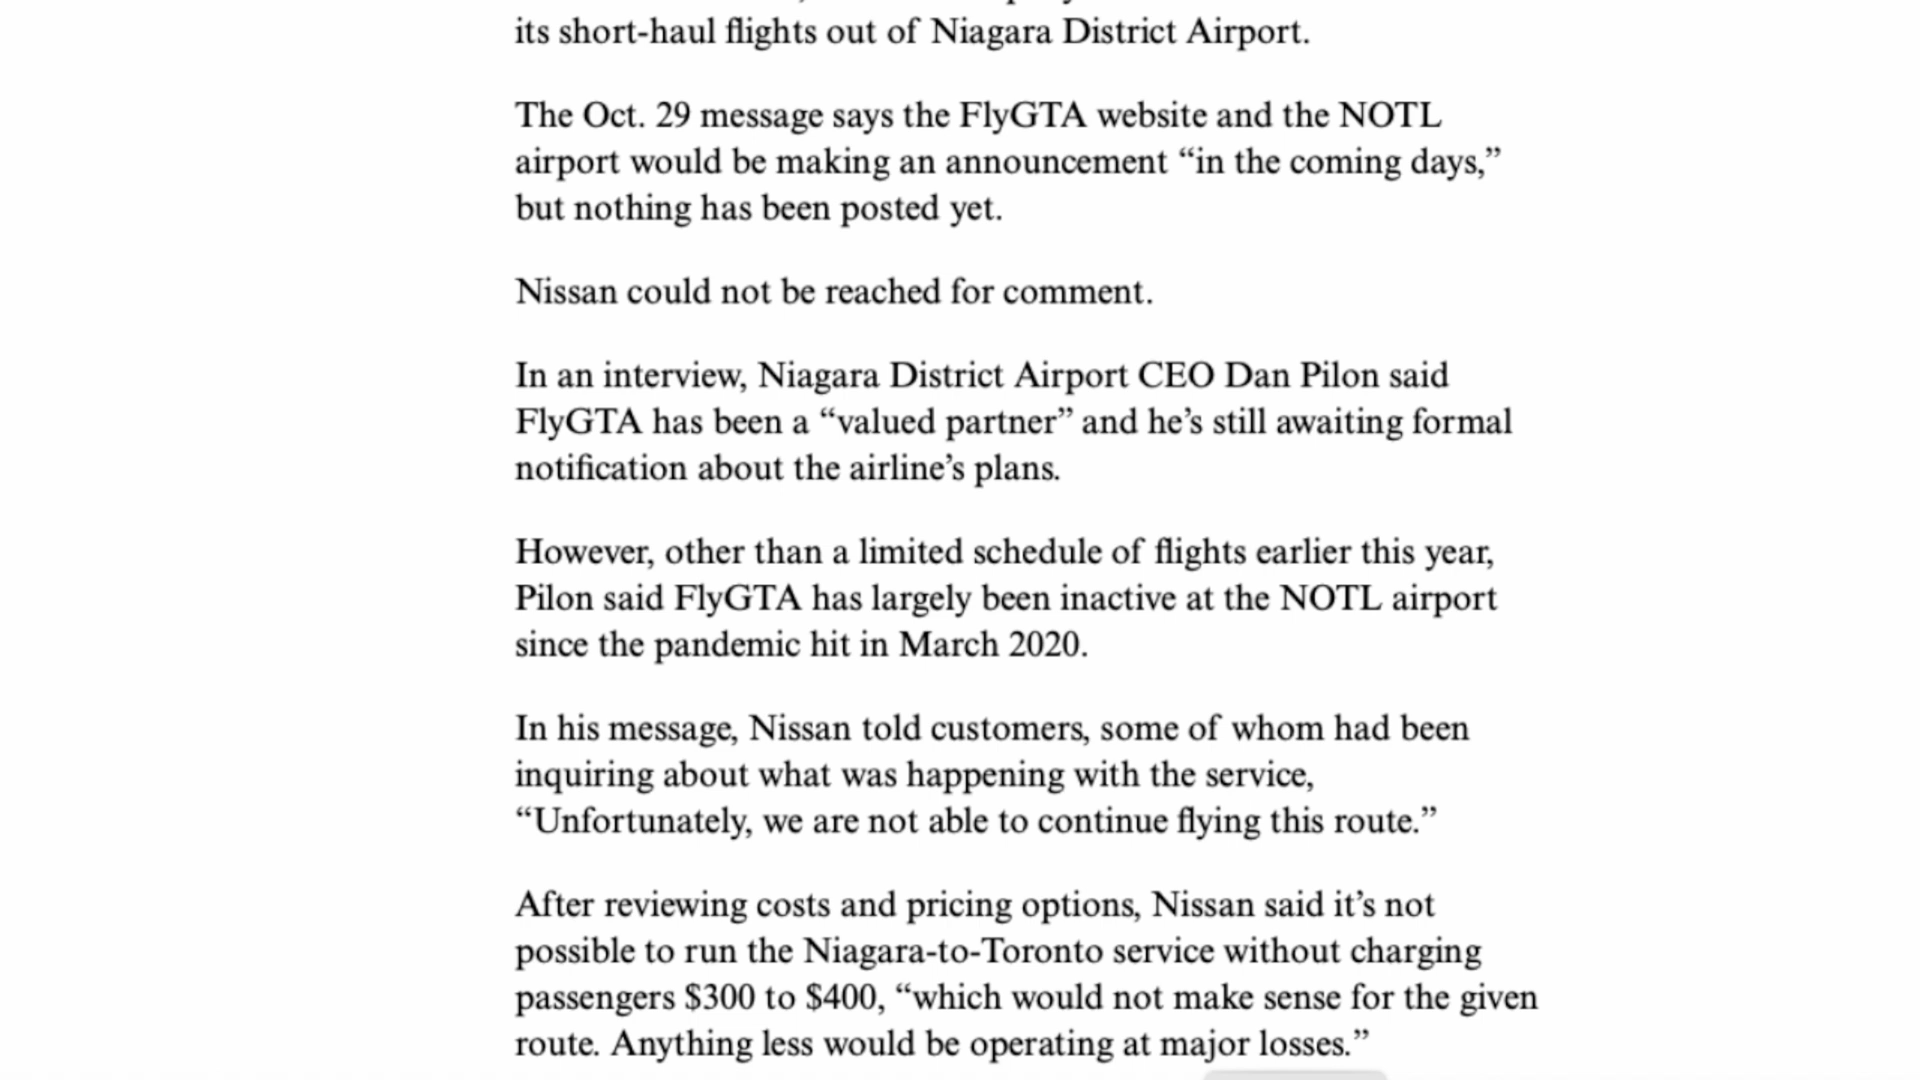 its short-haul flights out of Niagara District Airport.
The Oct. 29 message says the FlyGTA website and the NOTL
airport would be making an announcement “in the coming days,”
but nothing has been posted yet.
Nissan could not be reached for comment.
In an interview, Niagara District Airport CEO Dan Pilon said
FlyGTA has been a “valued partner” and he’s still awaiting formal
notification about the airline’s plans.
However, other than a limited schedule of flights earlier this year,
Pilon said FlyGTA has largely been inactive at the NOTL airport
since the pandemic hit in March 2020.
In his message, Nissan told customers, some of whom had been
inquiring about what was happening with the service,
“Unfortunately, we are not able to continue flying this route.”
After reviewing costs and pricing options, Nissan said it’s not
possible to run the Niagara-to-Toronto service without charging
passengers $300 to $400, “which would not make sense for the given
route. Anything less would be operating at major losses.”